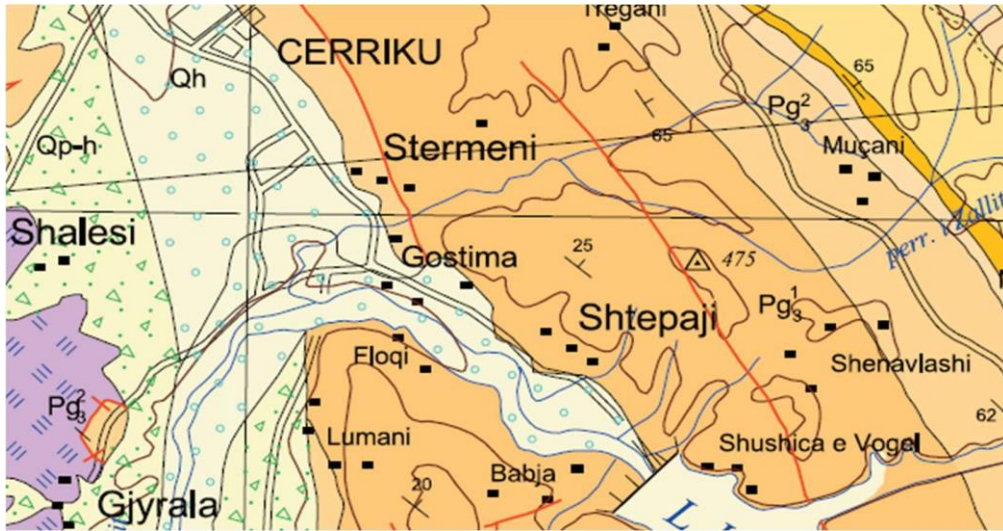 Tregani
CERRIKU
65
Qh
Pg₃²
Stermeni
65
Muçani
Qp-h
Shalesi
perr. i Zallit
Gostima
25
475
Shtepaji
Pg₃¹
Floqi
Shenavlashi
Pg₃²
62
Lumani
Shushica e Vogel
Babja
20
Gjyrala